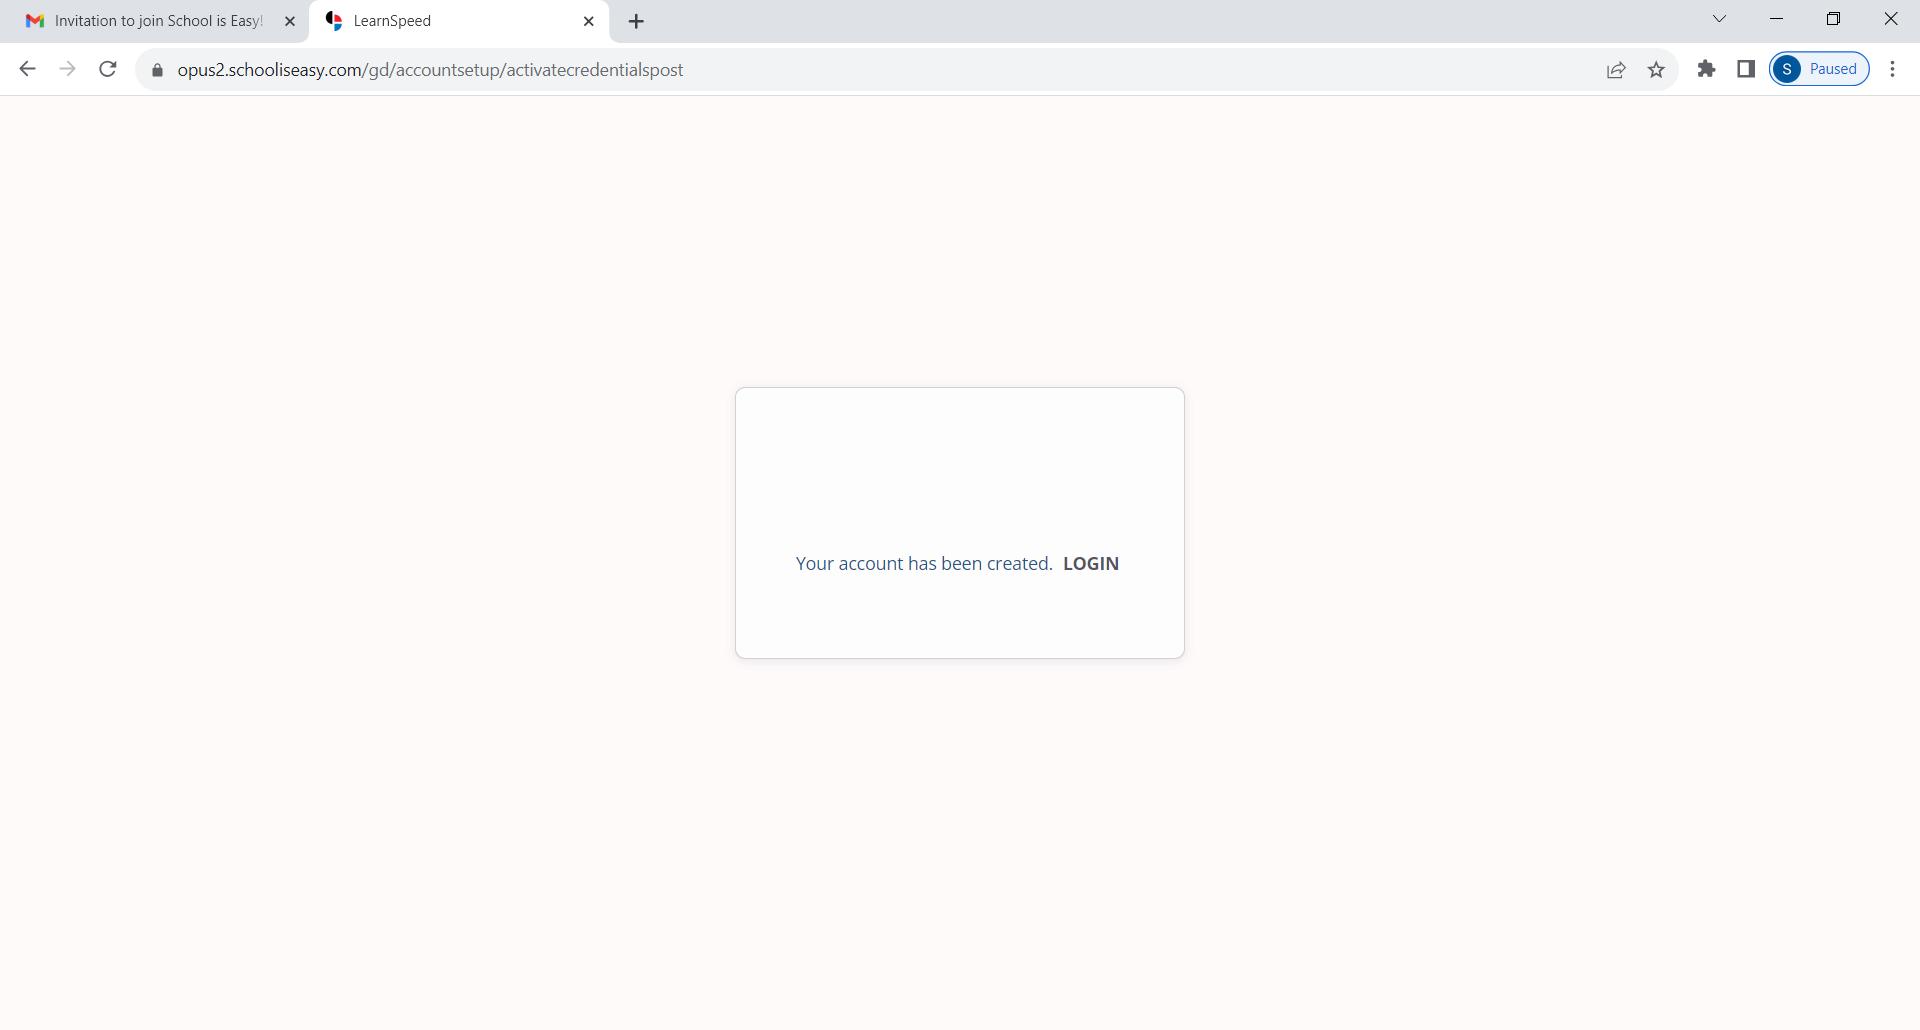 Invitation to join School is Easy!
LearnSpeed
opus2.schooliseasy.com/gd/accountsetup/activatecredentialspost
S Paused
Your account has been created. LOGIN